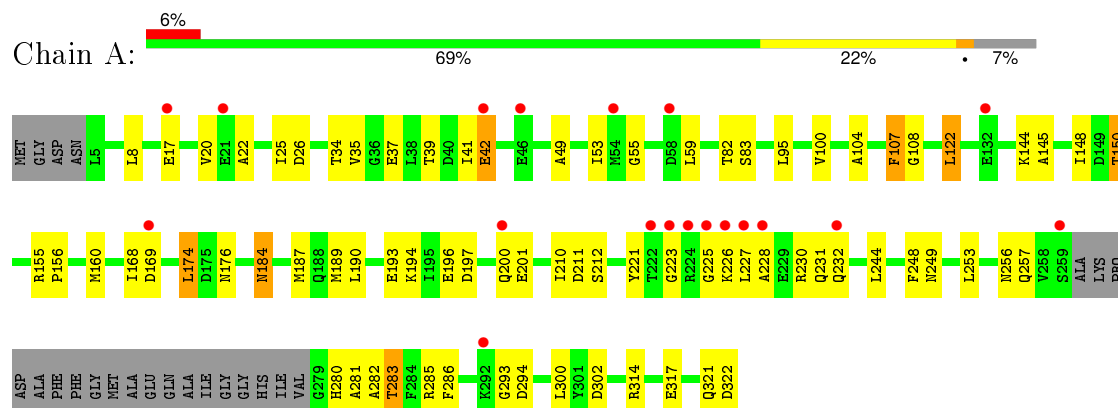 6%
Chain A:
69% 22% • 7%
MET GLY ASP ASN L5 L8 E17 V20 E21 A22 I25 D26 T34 V35 G36 E37 L38 T39 D40 I41 E42 E46 A49 I53 M54 G55 D58 L59 T82 S83 L95 V100 A104 F107 G108 L122 E132 K144 A145 I148 D149 T150
R155 P156 M160 I168 D169 L174 D175 N176 N184 M187 Q188 M189 L190 E193 K194 I195 E196 D197 Q200 E201 I210 D211 S212 Y221 T222 G223 R224 G225 K226 L227 A228 E229 R230 Q231 Q232 L244 F248 N249 L253 N256 Q257 V258 S259 ALA LYS PRO
ASP ALA PHE PHE GLY MET ALA GLU GLN ALA ILE GLY GLY HIS ILE VAL G279 H280 A281 A282 T283 F284 R285 F286 K292 G293 D294 L300 Y301 D302 R314 E317 Q321 D322